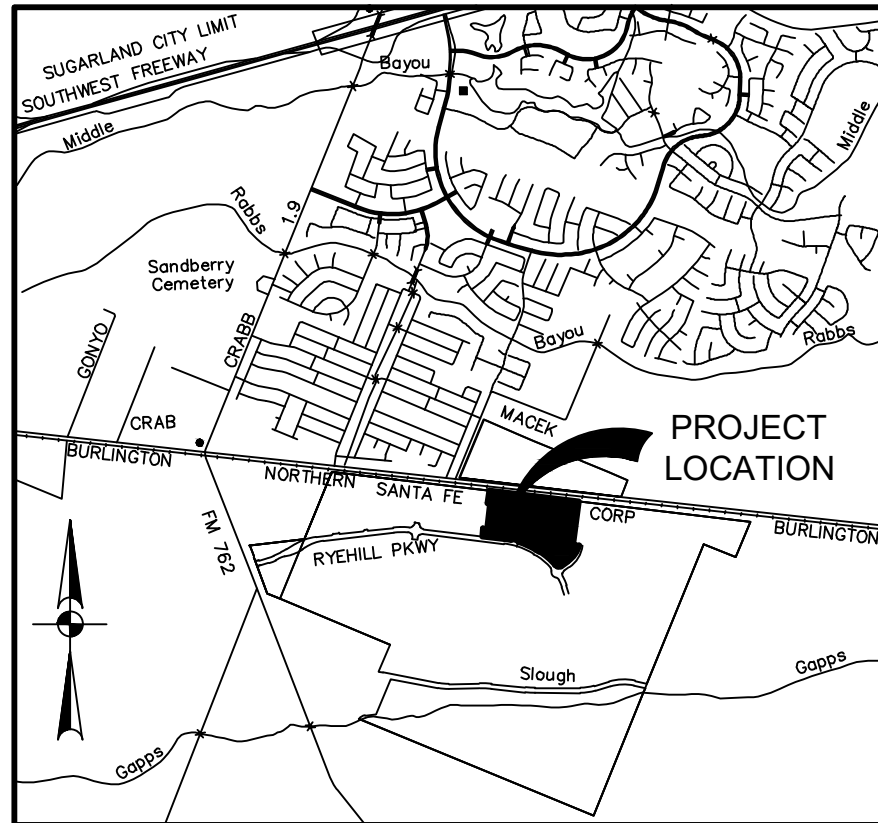 SUGARLAND CITY LIMIT
SOUTHWEST FREEWAY
Bayou
Middle
Middle
Rabbs
1.9
Sandberry
Cemetery
GONYO
CRABB
Bayou
Rabbs
CRAB
MACEK
PROJECT
LOCATION
BURLINGTON
NORTHERN
SANTA FE
CORP
BURLINGTON
FM 762
RYEHILL PKWY
Slough
Gapps
Gapps